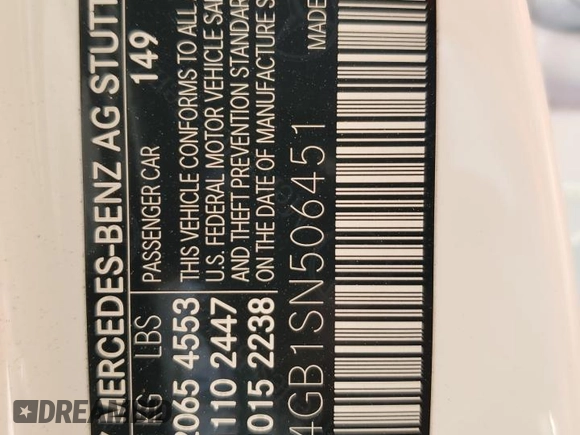 MERCEDES-BENZ AG STUTT
149
LBS PASSENGER CAR
2065 4553 THIS VEHICLE CONFORMS TO ALL
110 2447 U.S. FEDERAL MOTOR VEHICLE SA
015 2238 AND THEFT PREVENTION STANDAR
ON THE DATE OF MANUFACTURE S
4GB1SN506451 MADE
DREAMBID